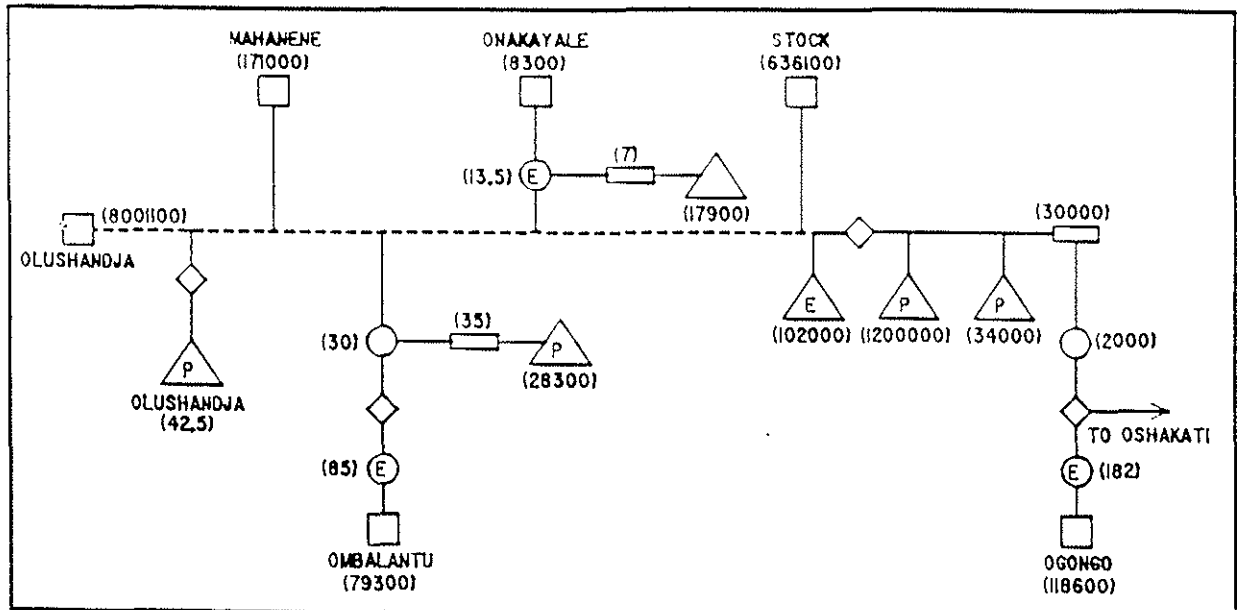 MAHANENE
(171000)
ONAKAYALE
(8300)
STOCK
(636100)
(7)
(13,5)
E
(17900)
(8001100)
OLUSHANDJA
(30000)
E
P
P
(102000)
(1200000)
(34000)
(35)
(30)
P
(28300)
(2000)
P
OLUSHANDJA
(42,5)
TO OSHAKATI
(85)
E
E
(182)
OMBALANTU
(79300)
OGONGO
(118600)